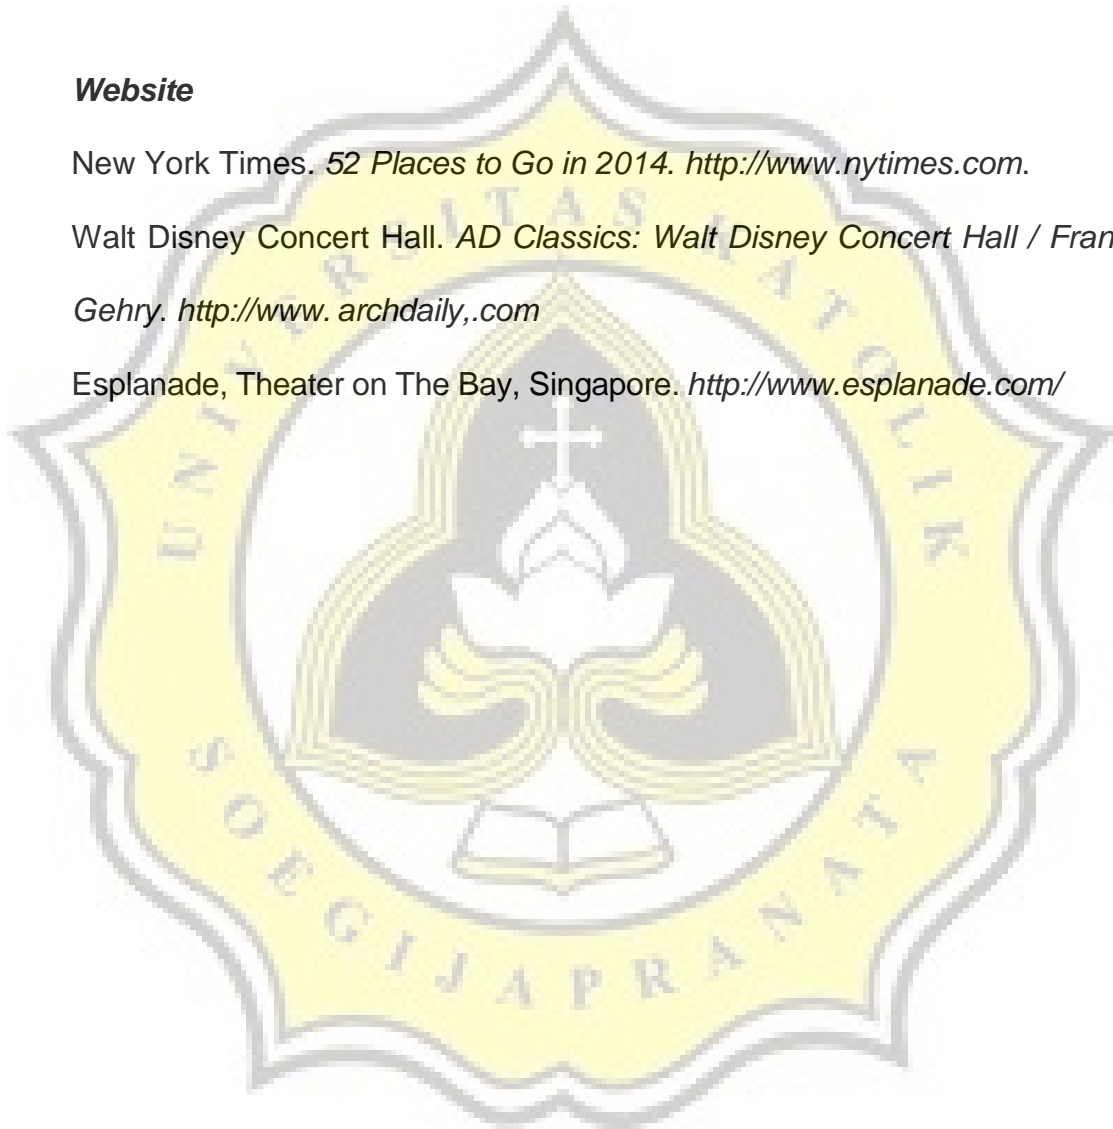 Website
New York Times. 52 Places to Go in 2014. http://www.nytimes.com.
Walt Disney Concert Hall. AD Classics: Walt Disney Concert Hall / Fran
Gehry. http://www. archdaily,.com
Esplanade, Theater on The Bay, Singapore. http://www.esplanade.com/
UNIVERSITAS KATOLIK
SOEGIJAPRANATA